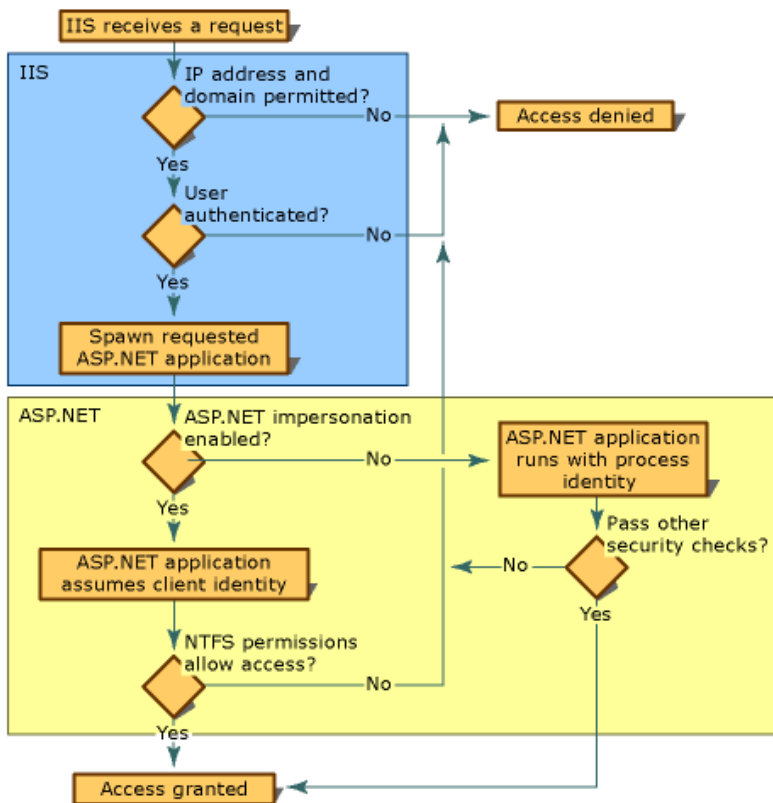 IIS receives a request
IIS
IP address and
domain permitted?
No
Access denied
Yes
User
authenticated?
No
Yes
Spawn requested
ASP.NET application
ASP.NET
ASP.NET impersonation
enabled?
No
ASP.NET application
runs with process
identity
Yes
Pass other
security checks?
ASP.NET application
assumes client identity
No
Yes
NTFS permissions
allow access?
No
Yes
Access granted